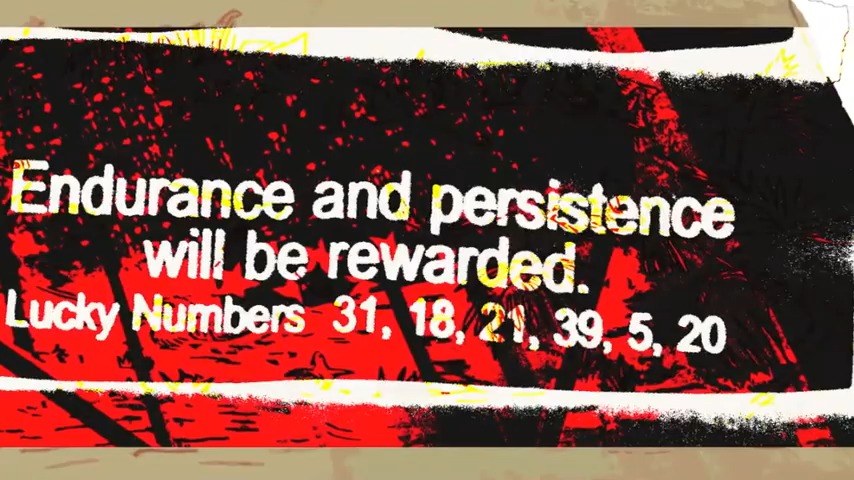 Endurance and persistence
will be rewarded.
Lucky Numbers 31, 18, 21, 39, 5, 20